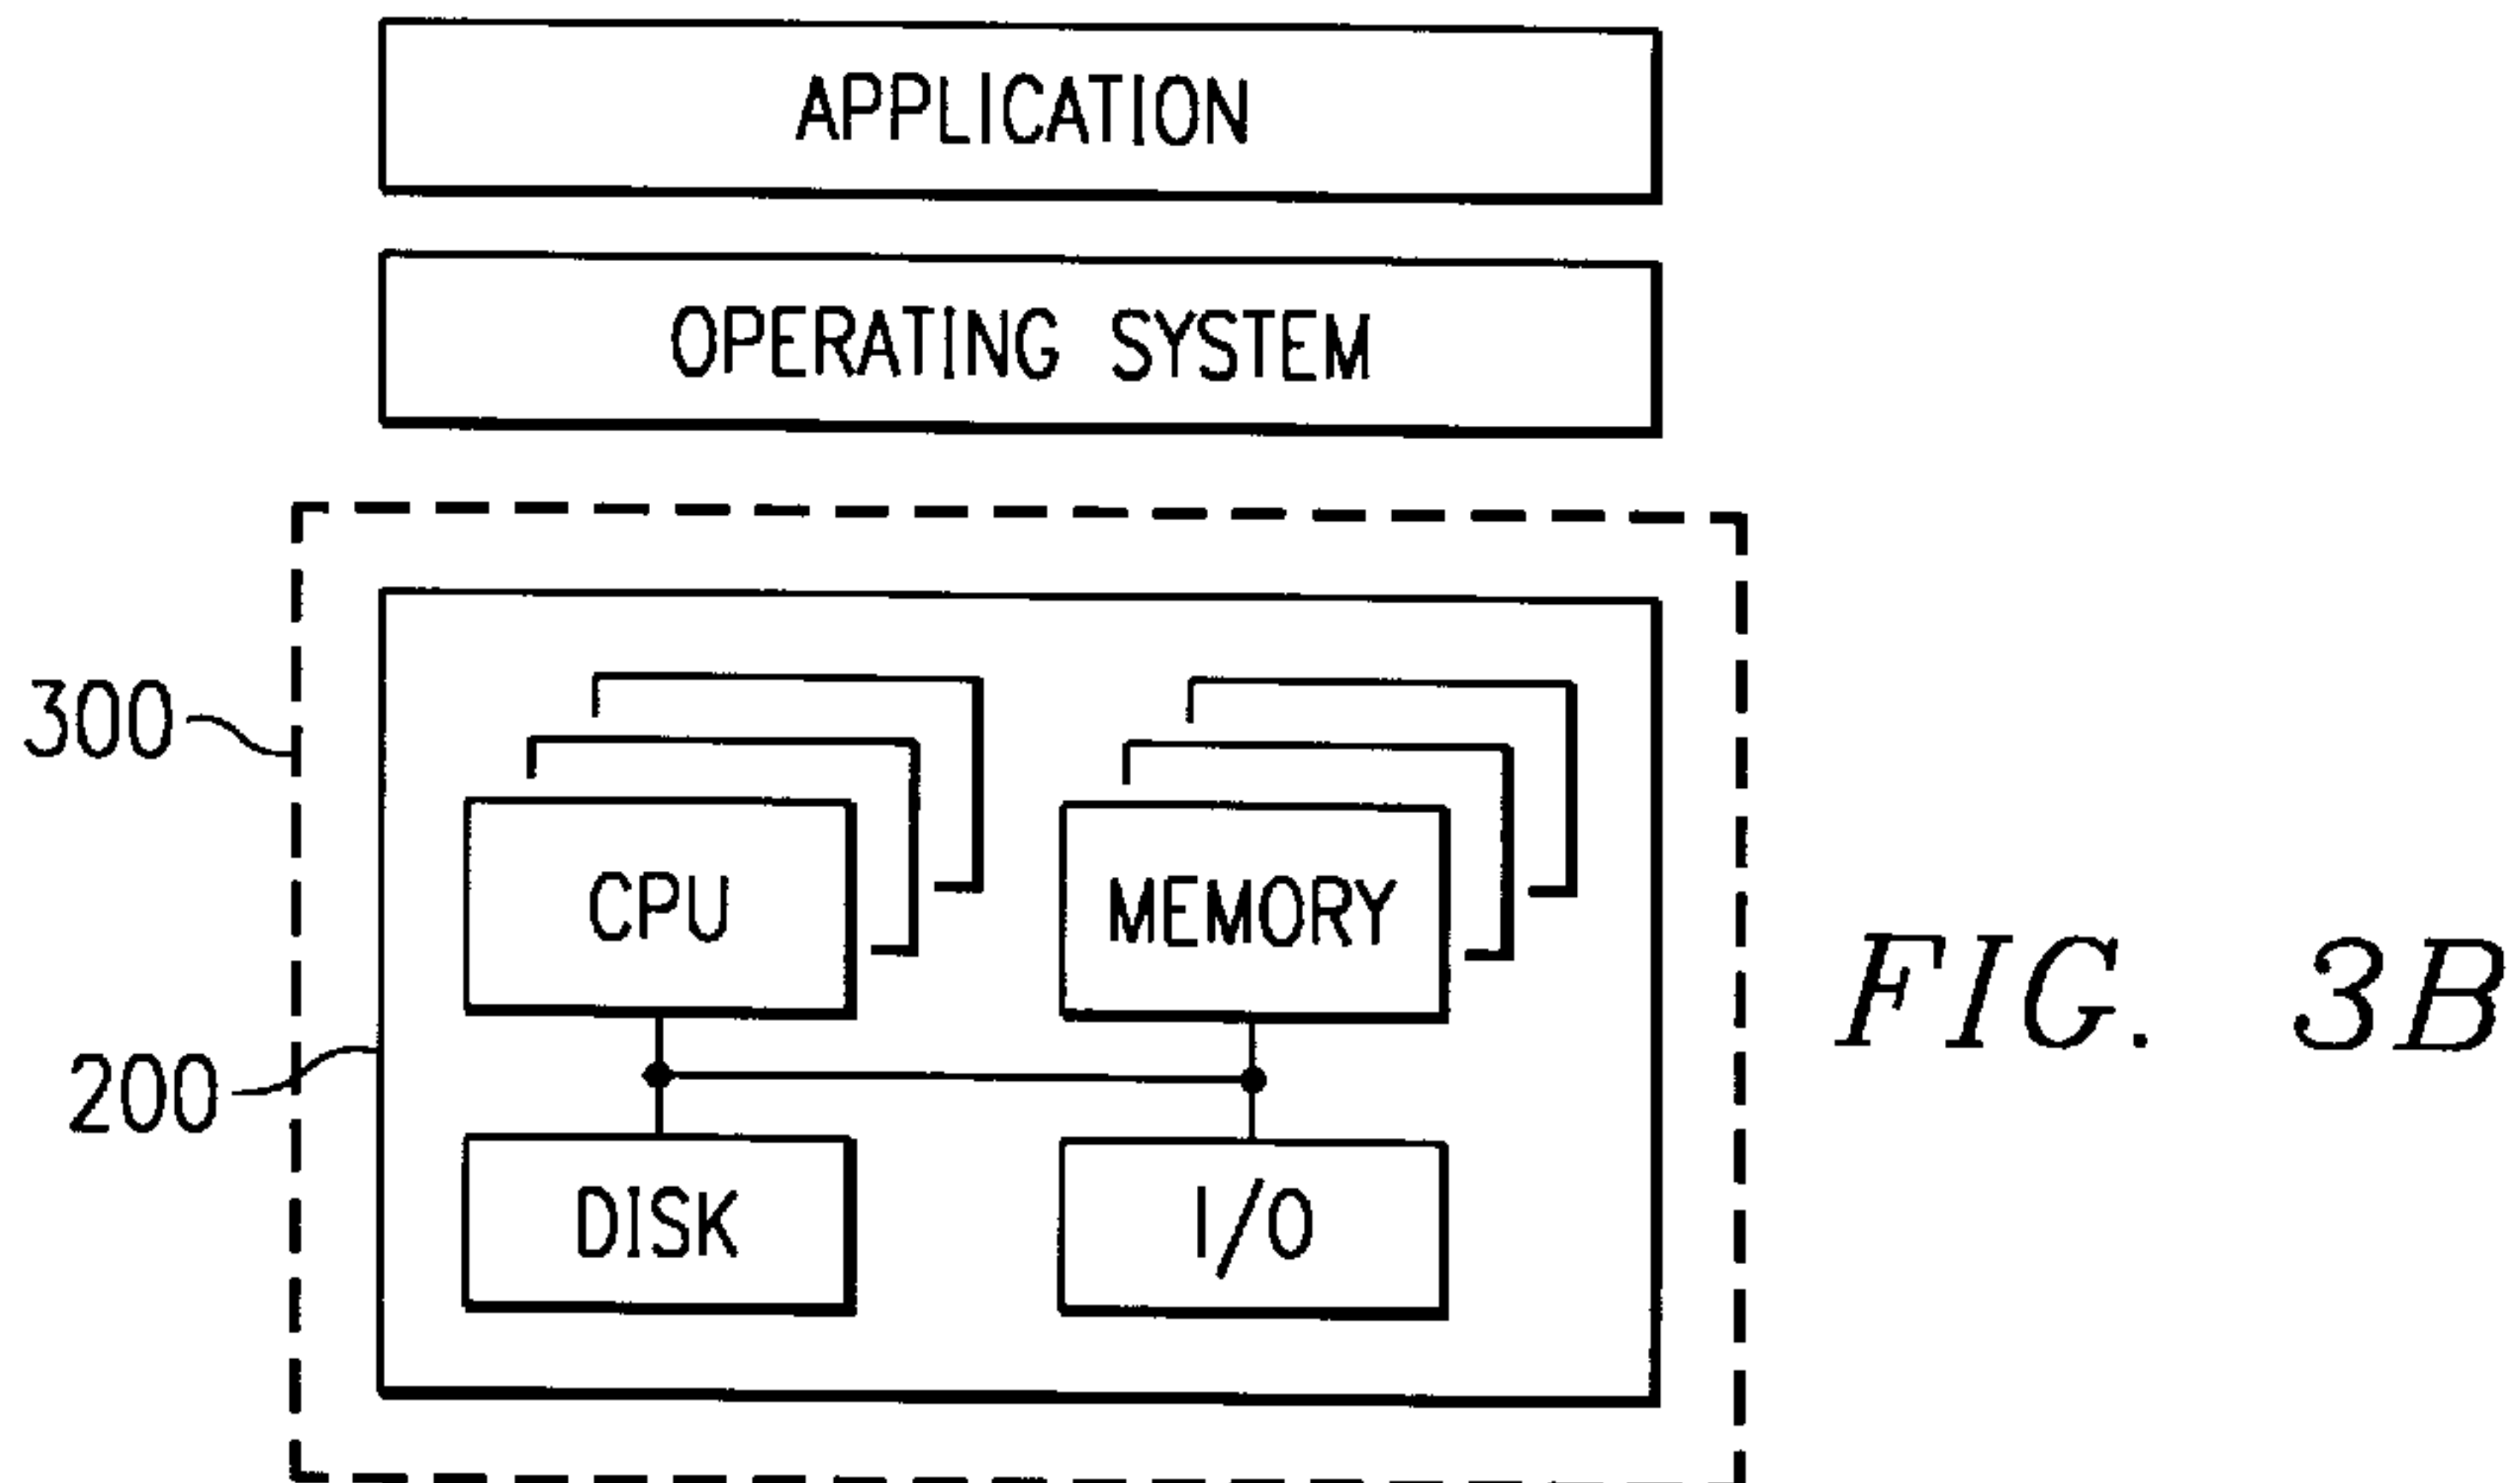 APPLICATION
OPERATING SYSTEM
300
CPU
MEMORY
FIG. 3B
200
DISK
I/O